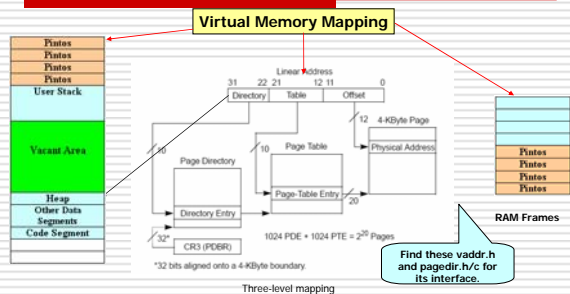 Virtual Memory Mapping
Pintos
Pintos
Pintos
Pintos
User Stack
Vacant Area
Heap
Other Data
Segments
Code Segment
Linear Address
31 22 21 12 11 0
Directory Table Offset
12
4-KByte Page
10
10
Page Table
Physical Address
Page Directory
Page-Table Entry
20
Directory Entry
32*
CR3 (PDBR)
1024 PDE * 1024 PTE = 2^20 Pages
*32 bits aligned onto a 4-KByte boundary.
Three-level mapping
Pintos
Pintos
Pintos
Pintos
RAM Frames
Find these vaddr.h
and pagedir.h/c for
its interface.